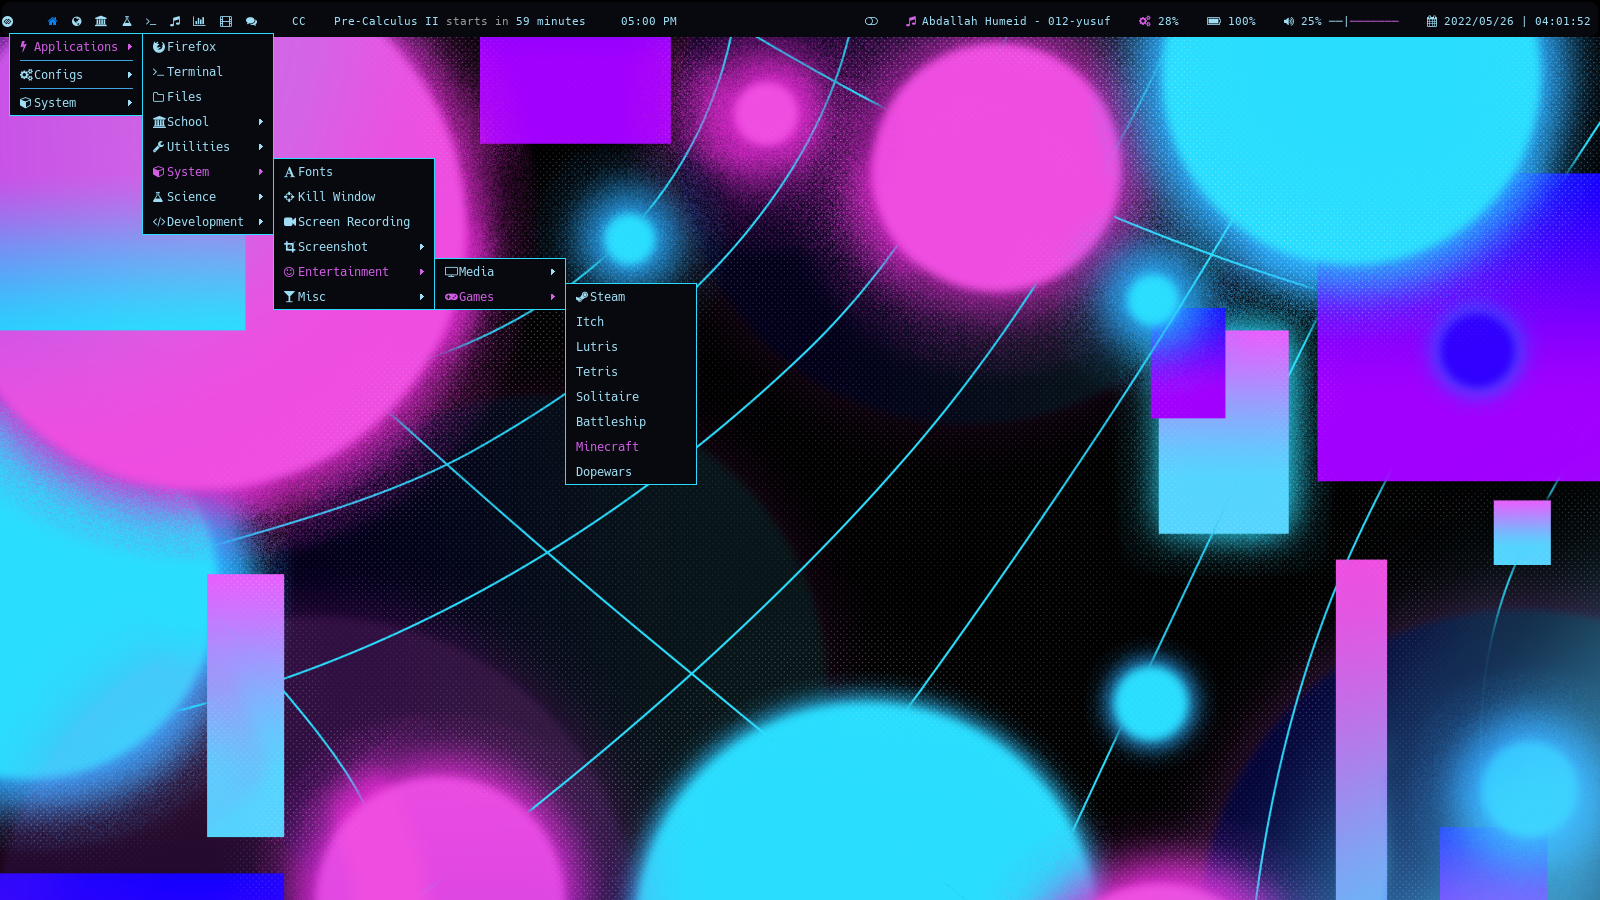 CC Pre-Calculus II starts in 59 minutes 05:00 PM Abdallah Humeid - 012-yusuf 28% 100% 25% 2022/05/26 | 04:01:52
Applications
Configs
System
Firefox
Terminal
Files
School
Utilities
System
Science
Development
Fonts
Kill Window
Screen Recording
Screenshot
Entertainment
Misc
Media
Games
Steam
Itch
Lutris
Tetris
Solitaire
Battleship
Minecraft
Dopewars